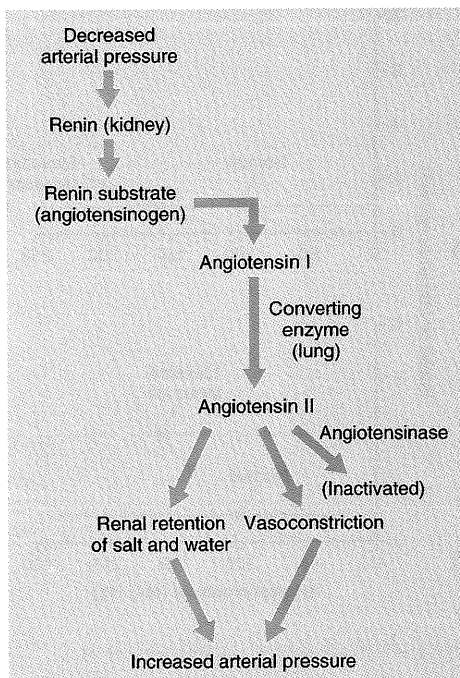 Decreased
arterial pressure
Renin (kidney)
Renin substrate
(angiotensinogen)
Angiotensin I
Converting
enzyme
(lung)
Angiotensin II
Angiotensinase
(Inactivated)
Renal retention
of salt and water
Vasoconstriction
Increased arterial pressure